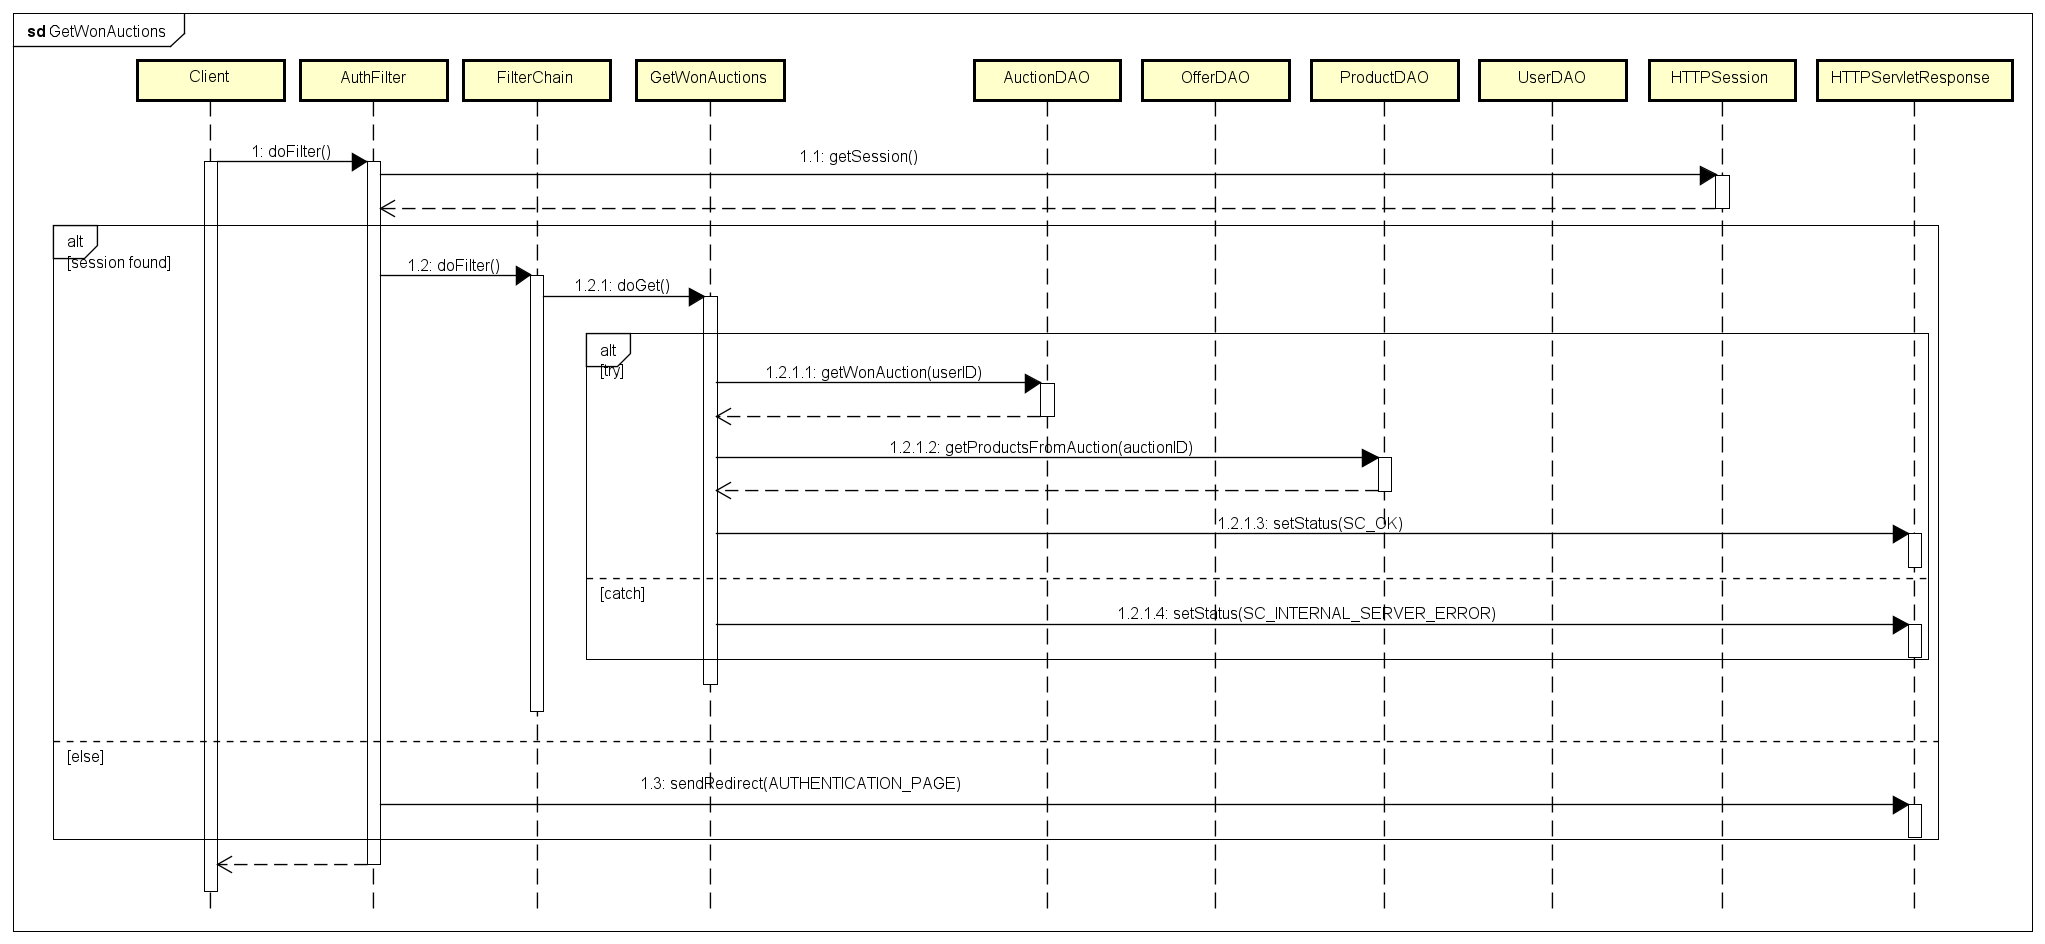 sd GetWonAuctions
Client
AuthFilter
FilterChain
GetWonAuctions
AuctionDAO
OfferDAO
ProductDAO
UserDAO
HTTPSession
HTTPServletResponse
1: doFilter()
1.1: getSession()
alt
[session found]
1.2: doFilter()
1.2.1: doGet()
alt
[try]
1.2.1.1: getWonAuction(userID)
1.2.1.2: getProductsFromAuction(auctionID)
1.2.1.3: setStatus(SC_OK)
[catch]
1.2.1.4: setStatus(SC_INTERNAL_SERVER_ERROR)
[else]
1.3: sendRedirect(AUTHENTICATION_PAGE)